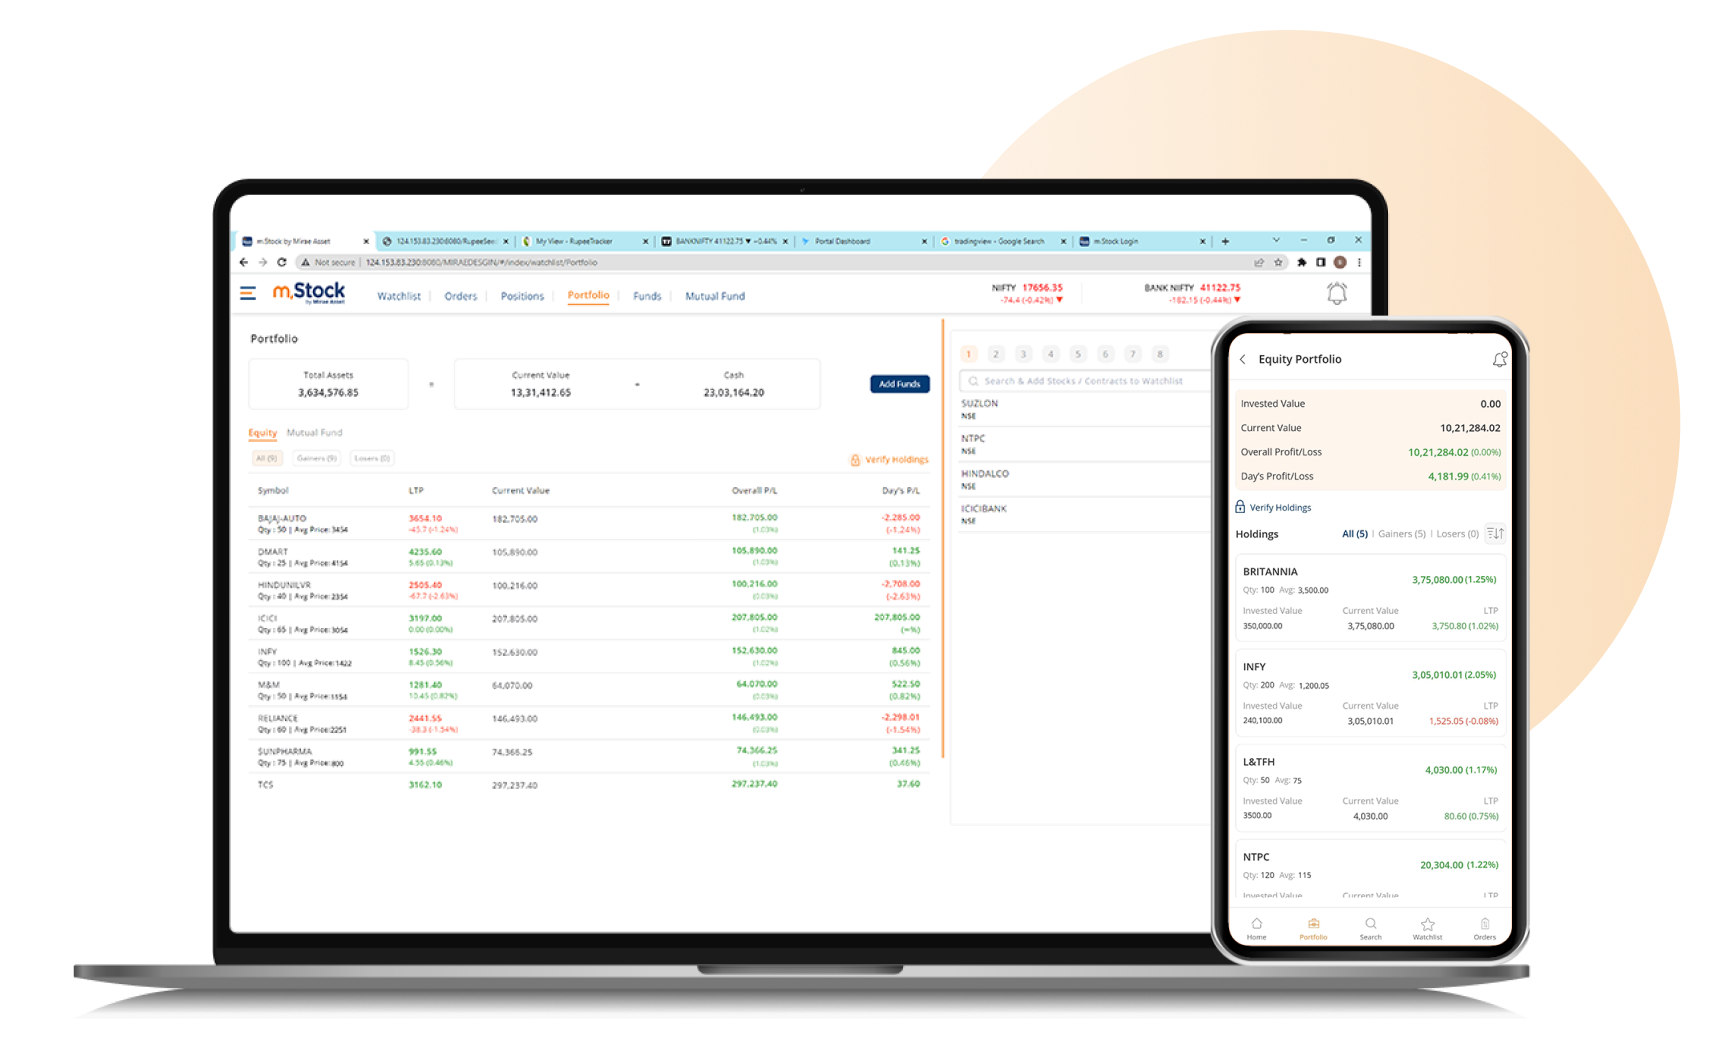 m.Stock by Mirae Asset
124.153.83.230:8080/RupeeSee
My View - RupeeTracker
BANKNIFTY 41122.75 ▼ −0.44%
Portal Dashboard
tradingview - Google Search
m.Stock Login
Not secure | 124.153.83.230:8080/MIRAEDESGIN/#/index/watchlist/Portfolio
m.Stock
by Mirae Asset
Watchlist | Orders | Positions | Portfolio | Funds | Mutual Fund
NIFTY 17656.35
-74.4 (-0.42%) ▼
BANK NIFTY 41122.75
-182.15 (-0.44%) ▼
Portfolio
Total Assets
3,634,576.85
=
Current Value
13,31,412.65
Cash
23,03,164.20
Add Funds
Equity Mutual Fund
All (9) Gainers (9) Losers (0)
Verify Holdings
Symbol LTP Current Value Overall P/L Day's P/L
BAJAJ-AUTO 3654.10 182,705.00 182,705.00 -2,285.00
Qty : 50 | Avg Price: 3454 -45.7 (-1.24%) (1.03%) (-1.24%)
DMART 4235.60 105,890.00 105,890.00 141.25
Qty : 25 | Avg Price: 4154 5.65 (0.13%) (1.03%) (0.13%)
HINDUNILVR 2505.40 100,216.00 100,216.00 -2,708.00
Qty : 40 | Avg Price: 2354 -67.7 (-2.63%) (0.03%) (-2.63%)
ICICI 3197.00 207,805.00 207,805.00 207,805.00
Qty : 65 | Avg Price: 3054 0.00 (0.00%) (1.02%) (∞%)
INFY 1526.30 152,630.00 152,630.00 845.00
Qty : 100 | Avg Price: 1422 8.45 (0.56%) (1.02%) (0.56%)
M&M 1281.40 64,070.00 64,070.00 522.50
Qty : 50 | Avg Price: 1154 10.45 (0.82%) (0.03%) (0.82%)
RELIANCE 2441.55 146,493.00 146,493.00 -2,298.01
Qty : 60 | Avg Price: 2251 -38.3 (-1.54%) (0.03%) (-1.54%)
SUNPHARMA 991.55 74,366.25 74,366.25 341.25
Qty : 75 | Avg Price: 800 4.55 (0.46%) (1.03%) (0.46%)
TCS 3162.10 297,237.40 297,237.40 37.60
1 2 3 4 5 6 7 8
Search & Add Stocks / Contracts to Watchlist
SUZLON
NSE
NTPC
NSE
HINDALCO
NSE
ICICIBANK
NSE
Equity Portfolio
Invested Value 0.00
Current Value 10,21,284.02
Overall Profit/Loss 10,21,284.02 (0.00%)
Day's Profit/Loss 4,181.99 (0.41%)
Verify Holdings
Holdings All (5) | Gainers (5) | Losers (0)
BRITANNIA 3,75,080.00 (1.25%)
Qty: 100 Avg: 3,500.00
Invested Value Current Value LTP
350,000.00 3,75,080.00 3,750.80 (1.02%)
INFY 3,05,010.01 (2.05%)
Qty: 200 Avg: 1,200.05
Invested Value Current Value LTP
240,100.00 3,05,010.01 1,525.05 (-0.08%)
L&TFH 4,030.00 (1.17%)
Qty: 50 Avg: 75
Invested Value Current Value LTP
3500.00 4,030.00 80.60 (0.75%)
NTPC 20,304.00 (1.22%)
Qty: 120 Avg: 115
Invested Value Current Value LTP
Home Portfolio Search Watchlist Orders